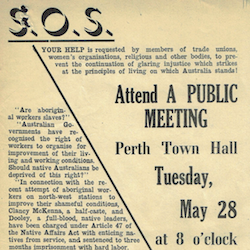 S.O.S.
YOUR HELP is requested by members of trade unions,
women's organisations, religious and other bodies, to pre-
vent the continuation of glaring injustice which strikes
at the principles of living on which Australia stands!
"Are aborigin-
al workers slaves?"
"Australian Gov-
ernments have re-
cognised the right of
workers to organise for
improvement of their liv-
ing and working conditions.
Should native Australians be
deprived of this right?"
"In connection with the re-
cent attempt of aboriginal wor-
kers on north-west stations to
improve their shameful conditions,
Clancy McKenna, a half-caste, and
Dooley, a full-blood native, leaders,
have been charged under Article 47 of
the Native Affairs Act with enticing na-
tives from service, and sentenced to three
months imprisonment with hard labor.
Attend A PUBLIC
MEETING
Perth Town Hall
Tuesday,
May 28
at 8 o'clock